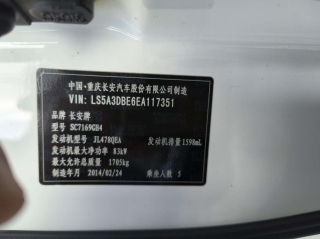 中国·重庆长安汽车股份有限公司制造
VIN: LS5A3DBE6EA117351
品牌 长安牌
型号 SC7169GH4
发动机型号 JL478QEA 发动机排量 1598mL
发动机最大净功率 83kW
最大允许总质量 1705kg
制造年月 2014/02/24 乘坐人数 5